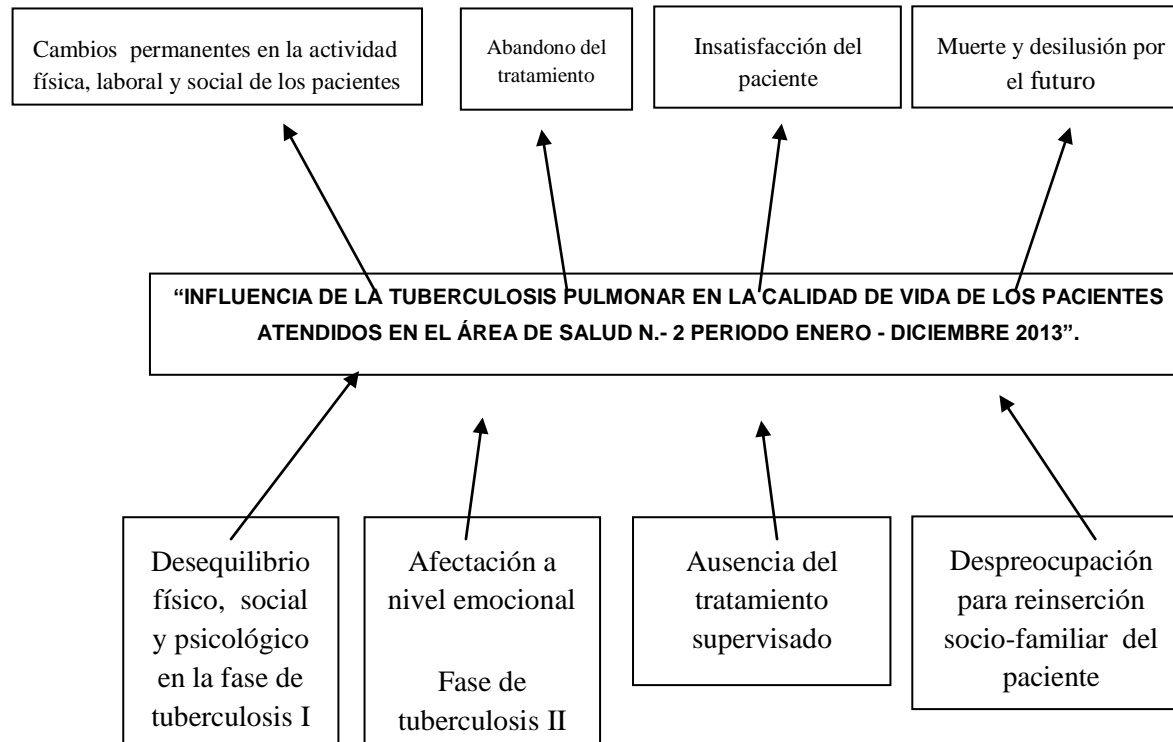 Cambios permanentes en la actividad
física, laboral y social de los pacientes
Abandono del
tratamiento
Insatisfacción del
paciente
Muerte y desilusión por
el futuro
“INFLUENCIA DE LA TUBERCULOSIS PULMONAR EN LA CALIDAD DE VIDA DE LOS PACIENTES
ATENDIDOS EN EL ÁREA DE SALUD N.- 2 PERIODO ENERO - DICIEMBRE 2013”.
Desequilibrio
físico, social
y psicológico
en la fase de
tuberculosis I
Afectación a
nivel emocional
Fase de
tuberculosis II
Ausencia del
tratamiento
supervisado
Despreocupación
para reinserción
socio-familiar del
paciente